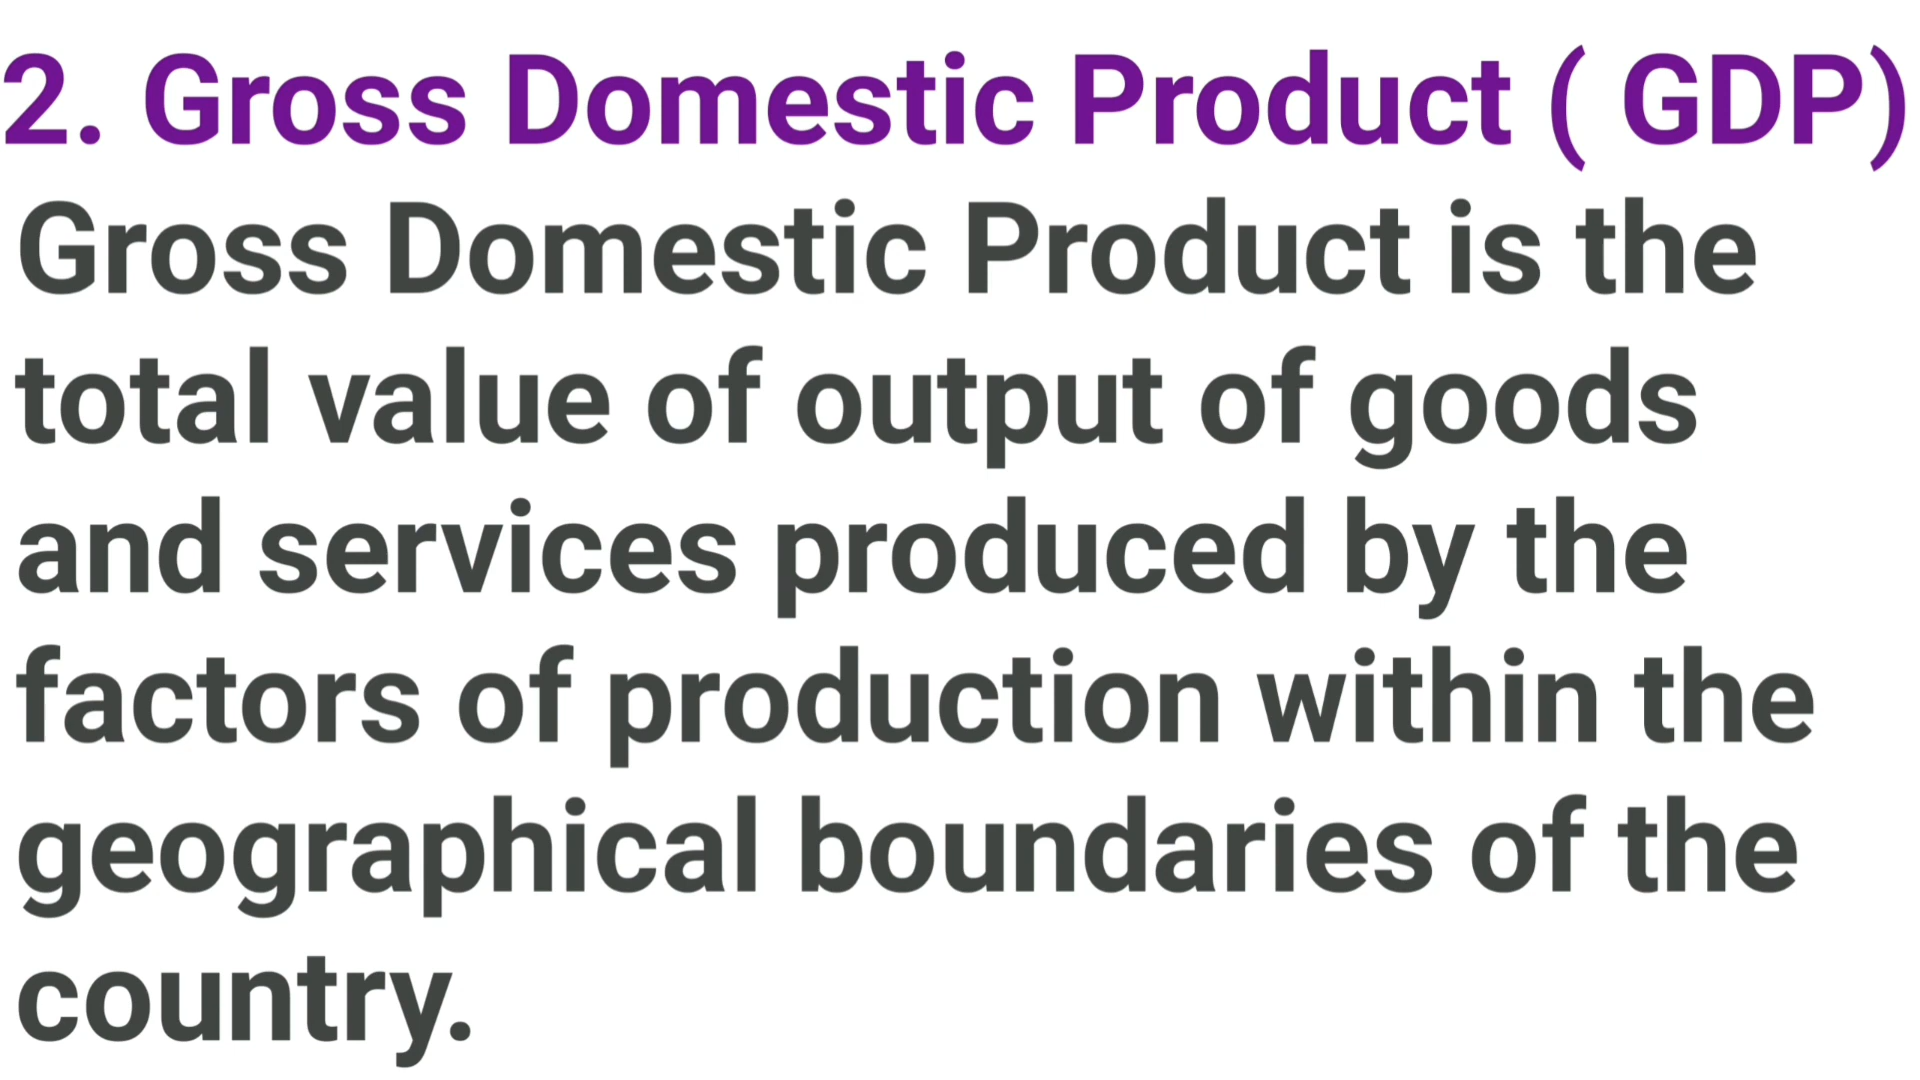 2. Gross Domestic Product ( GDP)
Gross Domestic Product is the
total value of output of goods
and services produced by the
factors of production within the
geographical boundaries of the
country.